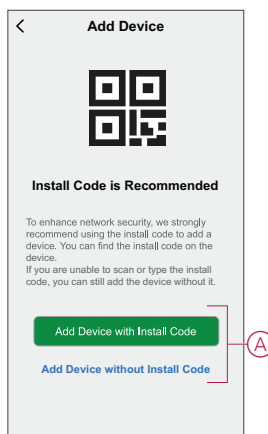 Add Device
Install Code is Recommended
To enhance network security, we strongly
recommend using the install code to add a
device. You can find the install code on the
device.
If you are unable to scan or type the install
code, you can still add the device without it.
Add Device with Install Code
A
Add Device without Install Code